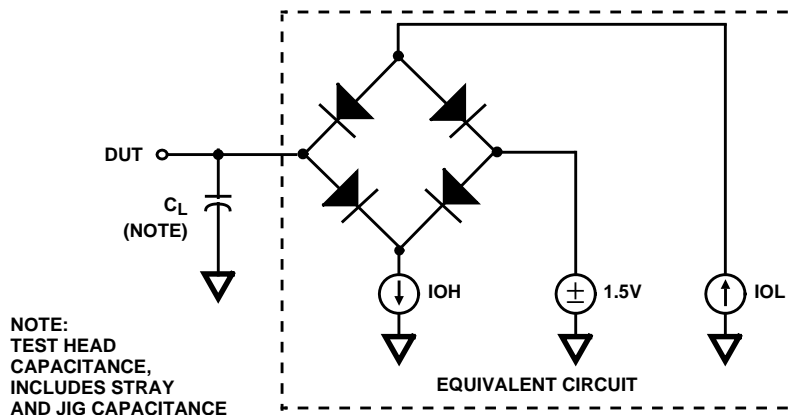 DUT
CL
(NOTE)
IOH
± 1.5V
IOL
NOTE:
TEST HEAD
CAPACITANCE,
INCLUDES STRAY
AND JIG CAPACITANCE
EQUIVALENT CIRCUIT